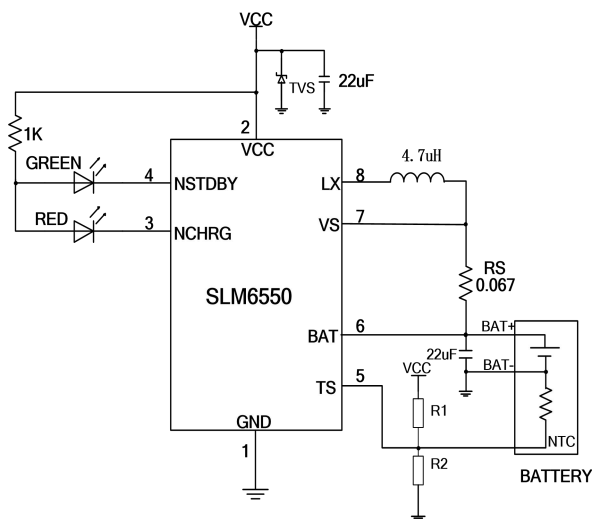 VCC
TVS
22uF
1K
2
VCC
GREEN
4
NSTDBY
LX
8
4.7uH
RED
3
NCHRG
VS
7
SLM6550
RS
0.067
BAT
6
BAT+
22uF
VCC
BAT-
TS
5
R1
GND
1
NTC
R2
BATTERY